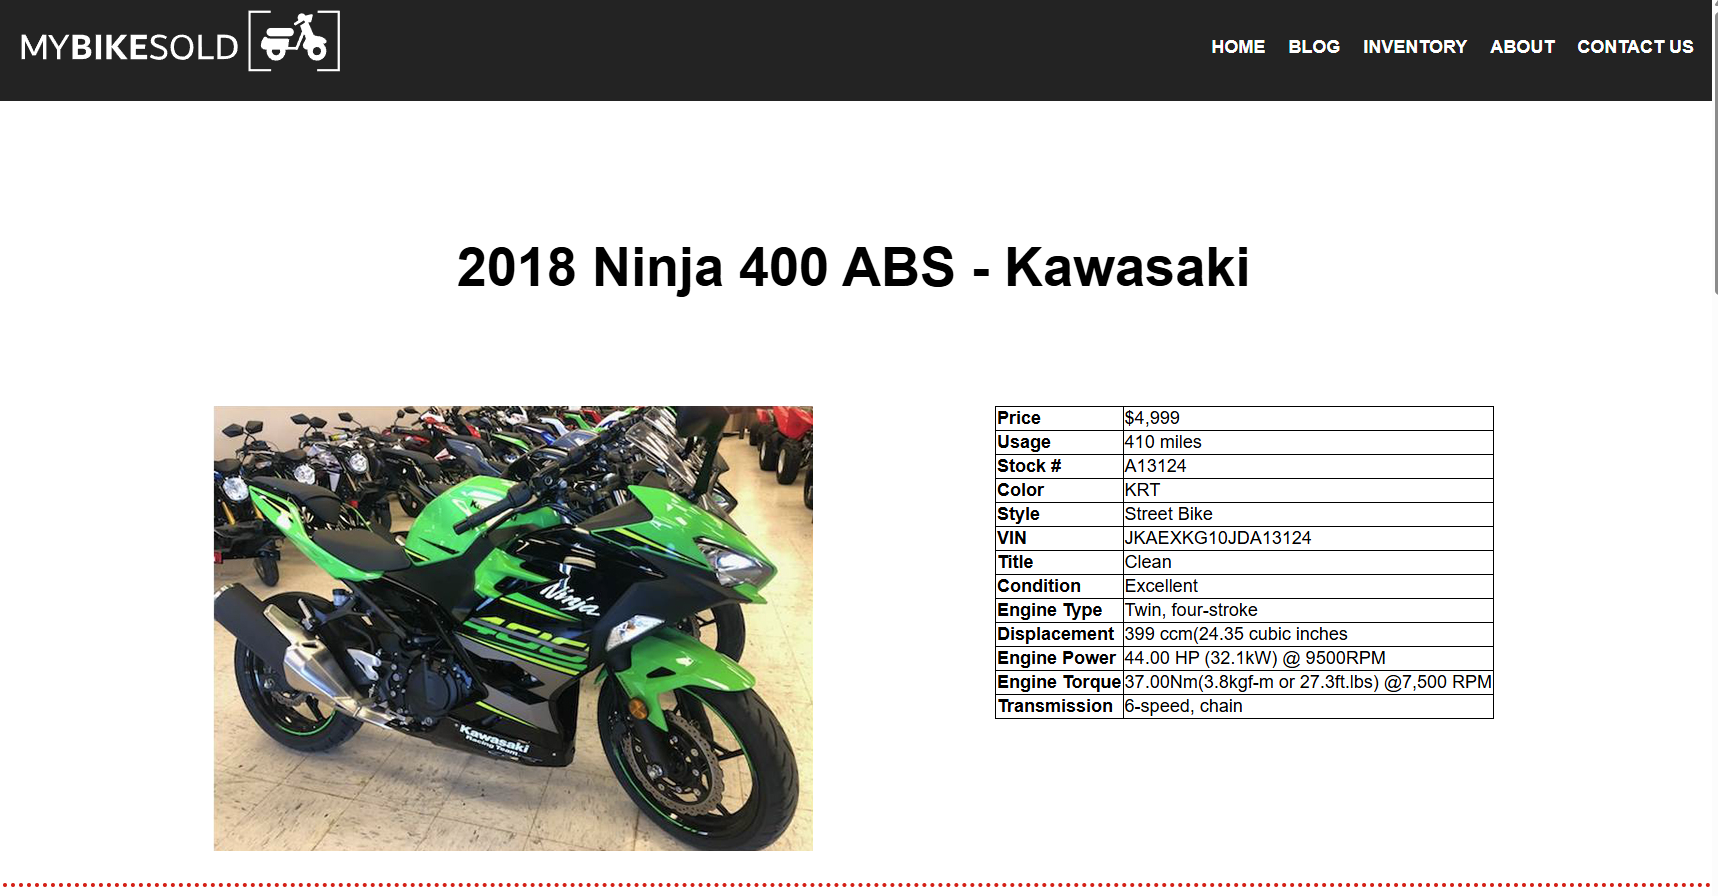 MYBIKESOLD
HOME BLOG INVENTORY ABOUT CONTACT US
2018 Ninja 400 ABS - Kawasaki
Ninja
Kawasaki
Racing Team
Price $4,999
Usage 410 miles
Stock # A13124
Color KRT
Style Street Bike
VIN JKAEXKG10JDA13124
Title Clean
Condition Excellent
Engine Type Twin, four-stroke
Displacement 399 ccm(24.35 cubic inches
Engine Power 44.00 HP (32.1kW) @ 9500RPM
Engine Torque 37.00Nm(3.8kgf-m or 27.3ft.lbs) @7,500 RPM
Transmission 6-speed, chain